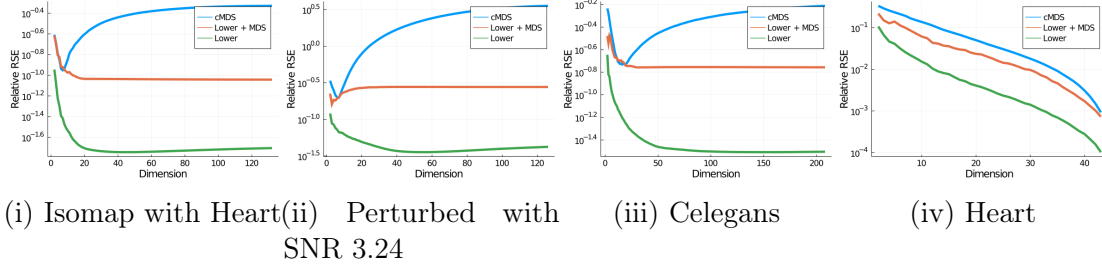 Relative RSE
10^-0.4
10^-0.6
10^-0.8
10^-1.0
10^-1.2
10^-1.4
10^-1.6
0 20 40 60 80 100 120
Dimension
cMDS
Lower + MDS
Lower
Relative RSE
10^0.5
10^0.0
10^-0.5
10^-1.0
10^-1.5
0 20 40 60 80 100 120
Dimension
cMDS
Lower + MDS
Lower
Relative RSE
10^-0.2
10^-0.4
10^-0.6
10^-0.8
10^-1.0
10^-1.2
10^-1.4
0 50 100 150 200
Dimension
cMDS
Lower + MDS
Lower
Relative RSE
10^-1
10^-2
10^-3
10^-4
10 20 30 40
Dimension
cMDS
Lower + MDS
Lower
(i) Isomap with Heart
(ii) Perturbed with
SNR 3.24
(iii) Celegans
(iv) Heart